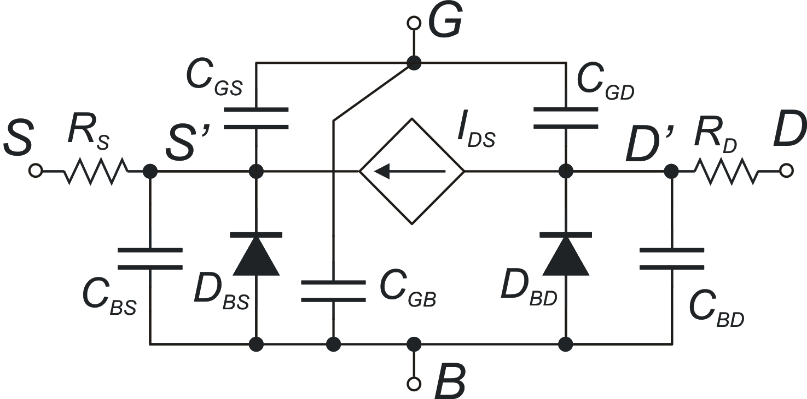 G
C_GS
C_GD
S
R_S
S’
I_DS
D’
R_D
D
C_BS
D_BS
C_GB
D_BD
C_BD
B